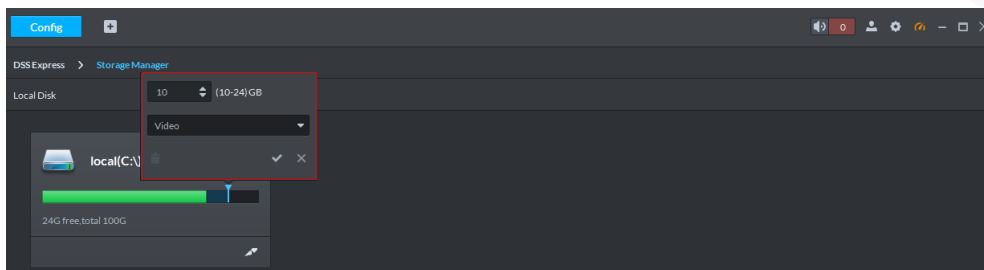 Config
0
DSS Express > Storage Manager
Local Disk
10 (10-24)GB
Video
local(C:\)
24G free,total 100G